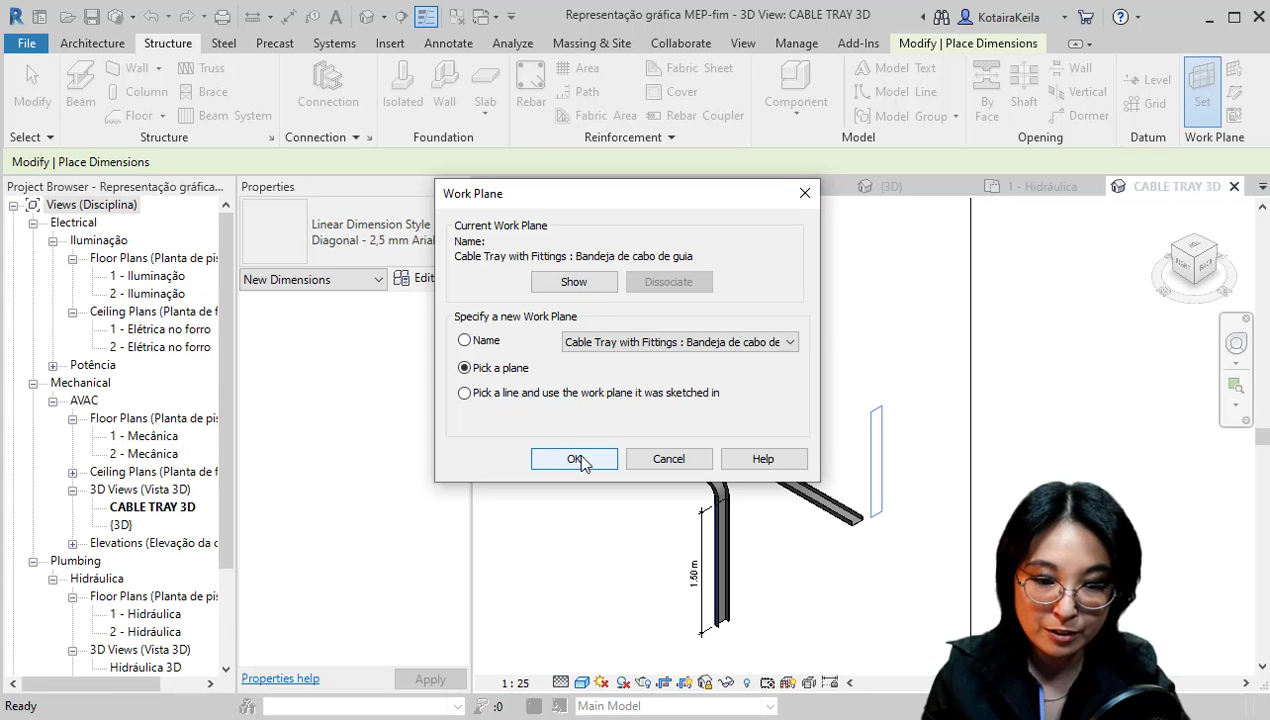 Representação gráfica MEP-fim - 3D View: CABLE TRAY 3D
KotairaKeila
File Architecture Structure Steel Precast Systems Insert Annotate Analyze Massing & Site Collaborate View Manage Add-Ins Modify | Place Dimensions
Modify
Select
Beam
Wall
Column
Floor
Truss
Brace
Beam System
Structure
Connection
Connection
Isolated
Wall
Slab
Foundation
Rebar
Area
Path
Fabric Area
Fabric Sheet
Cover
Rebar Coupler
Reinforcement
Component
Model Text
Model Line
Model Group
Model
By
Face
Shaft
Wall
Vertical
Dormer
Opening
Level
Grid
Datum
Set
Work Plane
Modify | Place Dimensions
Project Browser - Representação gráfica...
Views (Disciplina)
Electrical
Iluminação
Floor Plans (Planta de pis
1 - Iluminação
2 - Iluminação
Ceiling Plans (Planta de f
1 - Elétrica no forro
2 - Elétrica no forro
Potência
Mechanical
AVAC
Floor Plans (Planta de pis
1 - Mecânica
2 - Mecânica
Ceiling Plans (Planta de f
3D Views (Vista 3D)
CABLE TRAY 3D
{3D}
Elevations (Elevação da c
Plumbing
Hidráulica
Floor Plans (Planta de pis
1 - Hidráulica
2 - Hidráulica
3D Views (Vista 3D)
Hidráulica 3D
Properties
Linear Dimension Style
Diagonal - 2,5 mm Arial
New Dimensions
Edit
Properties help
Apply
{3D}
1 - Hidráulica
CABLE TRAY 3D
Work Plane
Current Work Plane
Name:
Cable Tray with Fittings : Bandeja de cabo de guia
Show
Dissociate
Specify a new Work Plane
Name
Cable Tray with Fittings : Bandeja de cabo de
Pick a plane
Pick a line and use the work plane it was sketched in
OK
Cancel
Help
RIGHT
BACK
1.50 m
1 : 25
Ready
:0
Main Model